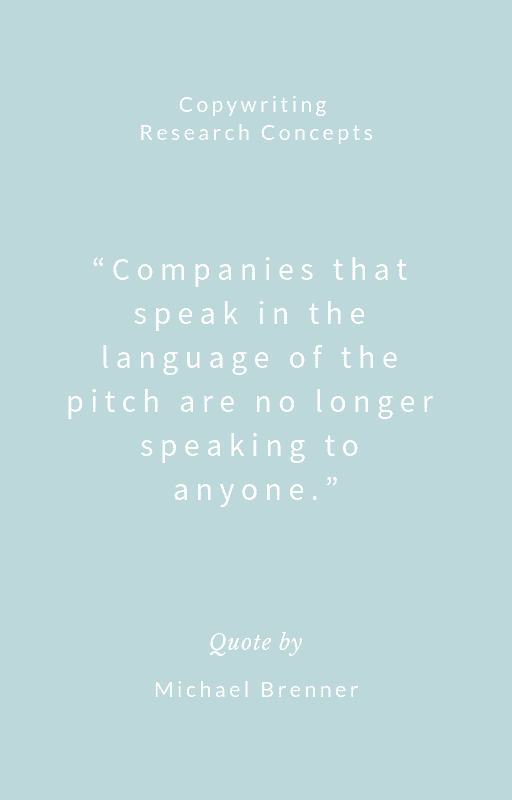 Copywriting
Research Concepts
“Companies that
speak in the
language of the
pitch are no longer
speaking to
anyone.”
Quote by
Michael Brenner